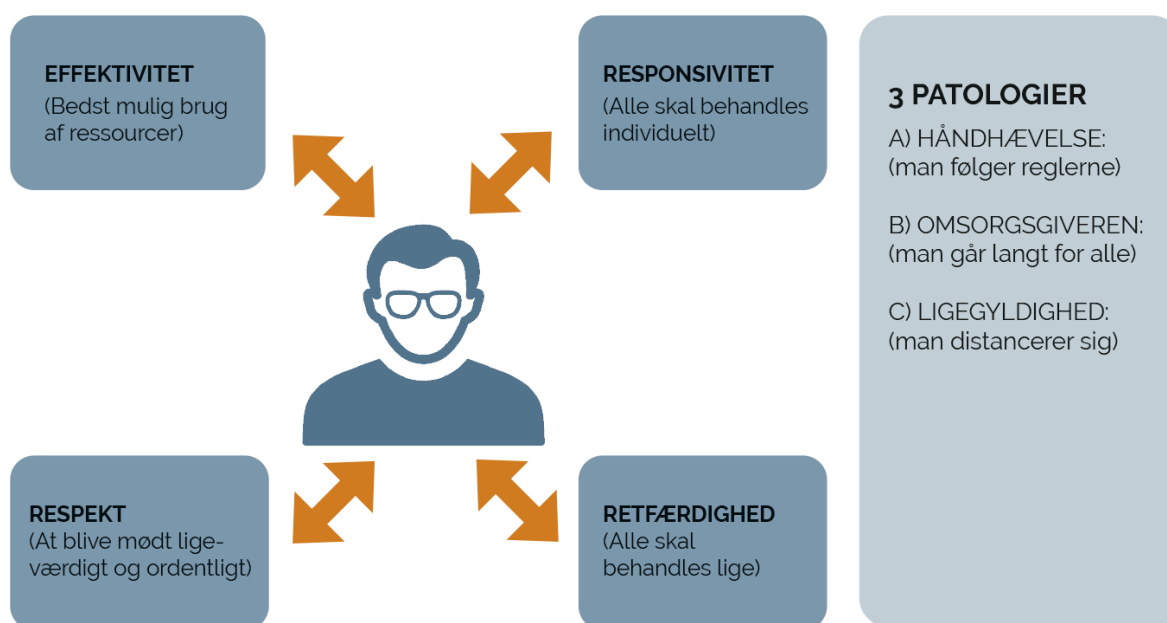 EFFEKTIVITET
(Bedst mulig brug
af ressourcer)
RESPONSIVITET
(Alle skal behandles
individuelt)
RESPEKT
(At blive mødt lige-
værdigt og ordentligt)
RETFÆRDIGHED
(Alle skal
behandles lige)
3 PATOLOGIER
A) HÅNDHÆVELSE:
(man følger reglerne)
B) OMSORGSGIVEREN:
(man går langt for alle)
C) LIGEGYLDIGHED:
(man distancerer sig)